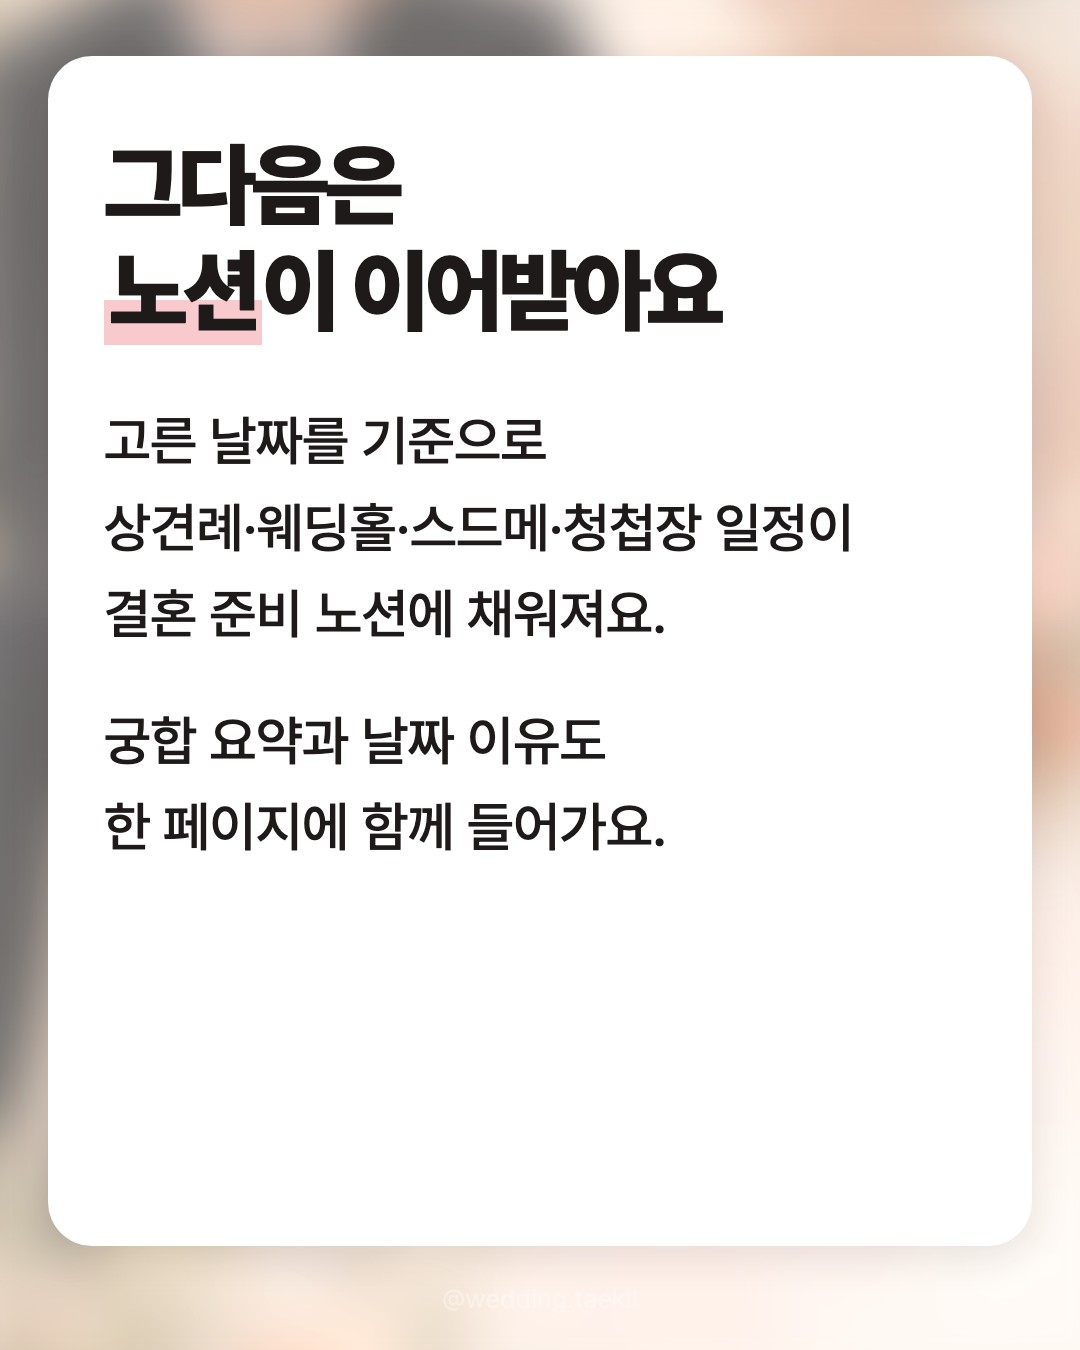 그다음은
노션이 이어받아요
고른 날짜를 기준으로
상견례·웨딩홀·스드메·청첩장 일정이
결혼 준비 노션에 채워져요.
궁합 요약과 날짜 이유도
한 페이지에 함께 들어가요.